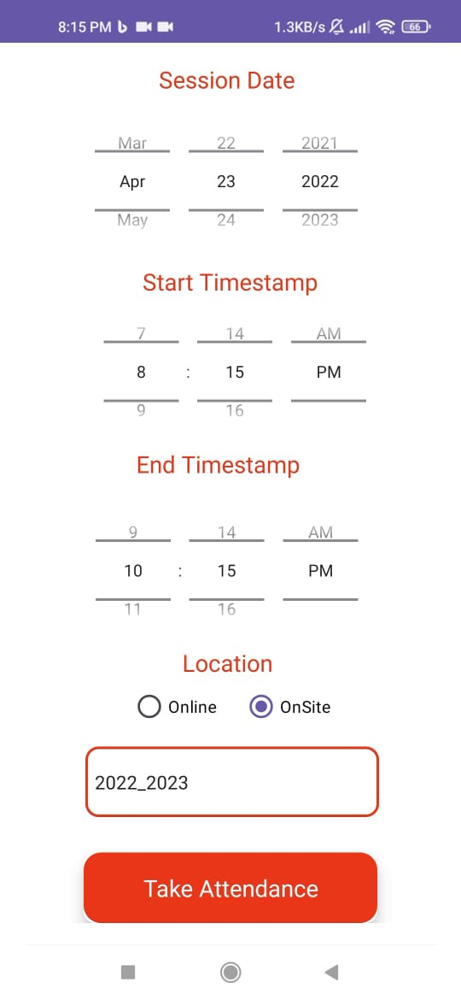 8:15 PM 1.3KB/s 66
Session Date
Mar 22 2021
Apr 23 2022
May 24 2023
Start Timestamp
7 14 AM
8 : 15 PM
9 16
End Timestamp
9 14 AM
10 : 15 PM
11 16
Location
Online OnSite
2022_2023
Take Attendance